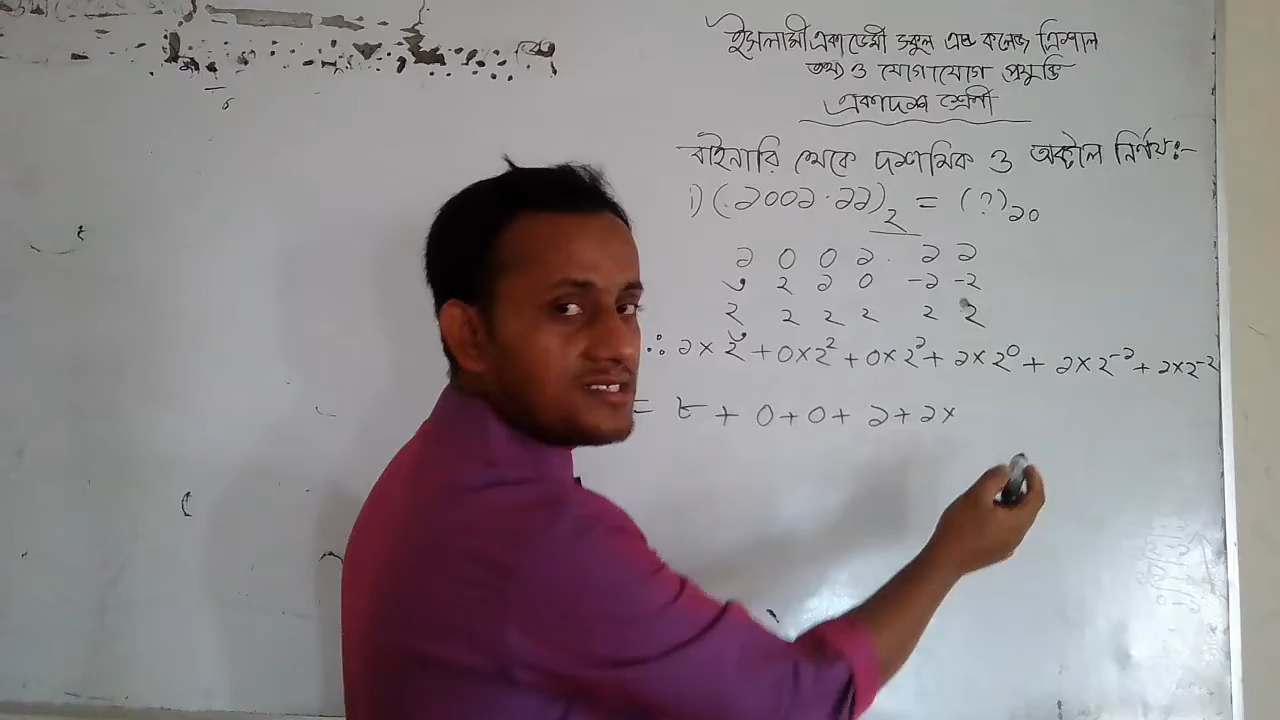 ইসলামী একাডেমী স্কুল এন্ড কলেজ ত্রিশাল
তথ্য ও যোগাযোগ প্রযুক্তি
একাদশ শ্রেণী
বাইনারি থেকে দশমিক ও অক্টাল নির্ণয়ঃ-
i) (১০০১.১১)₂ = (?)₁₀
১ ০ ০ ১ . ১ ১
৩ ২ ১ ০ -১ -২
২ ২ ২ ২ ২ ২
∴ ১×২³ + ০×২² + ০×২¹ + ১×২⁰ + ১×২⁻¹ + ১×২⁻²
= ৮ + ০ + ০ + ১ + ১×